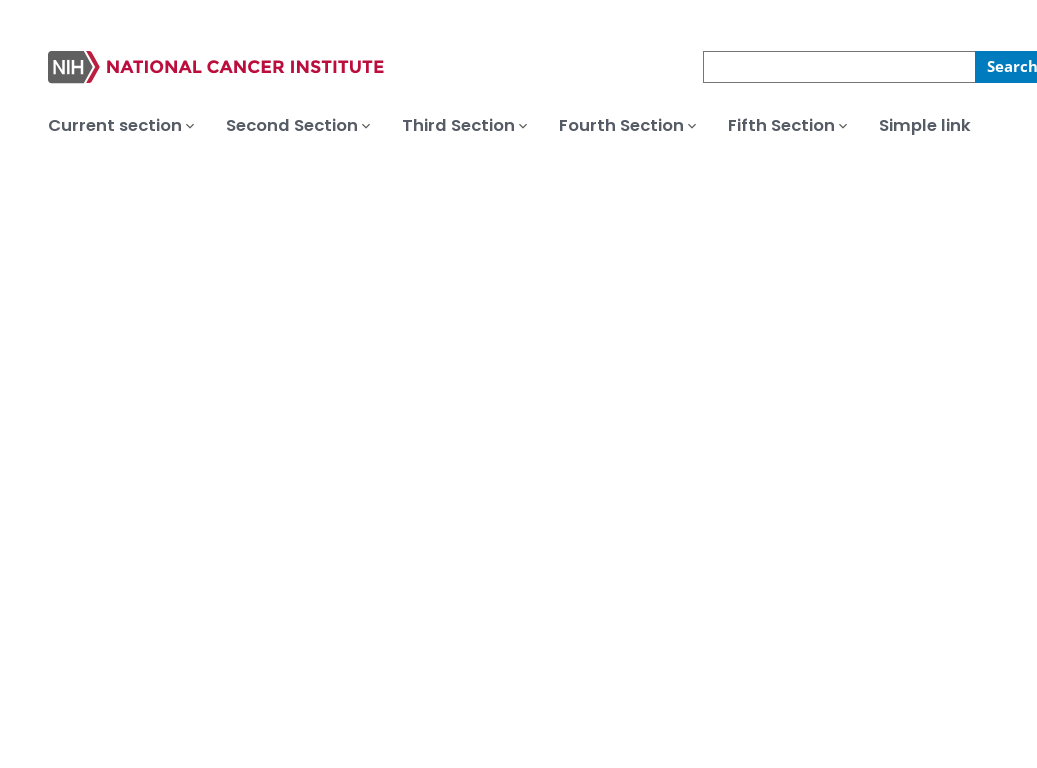 NIH NATIONAL CANCER INSTITUTE
Search
Current section Second Section Third Section Fourth Section Fifth Section Simple link